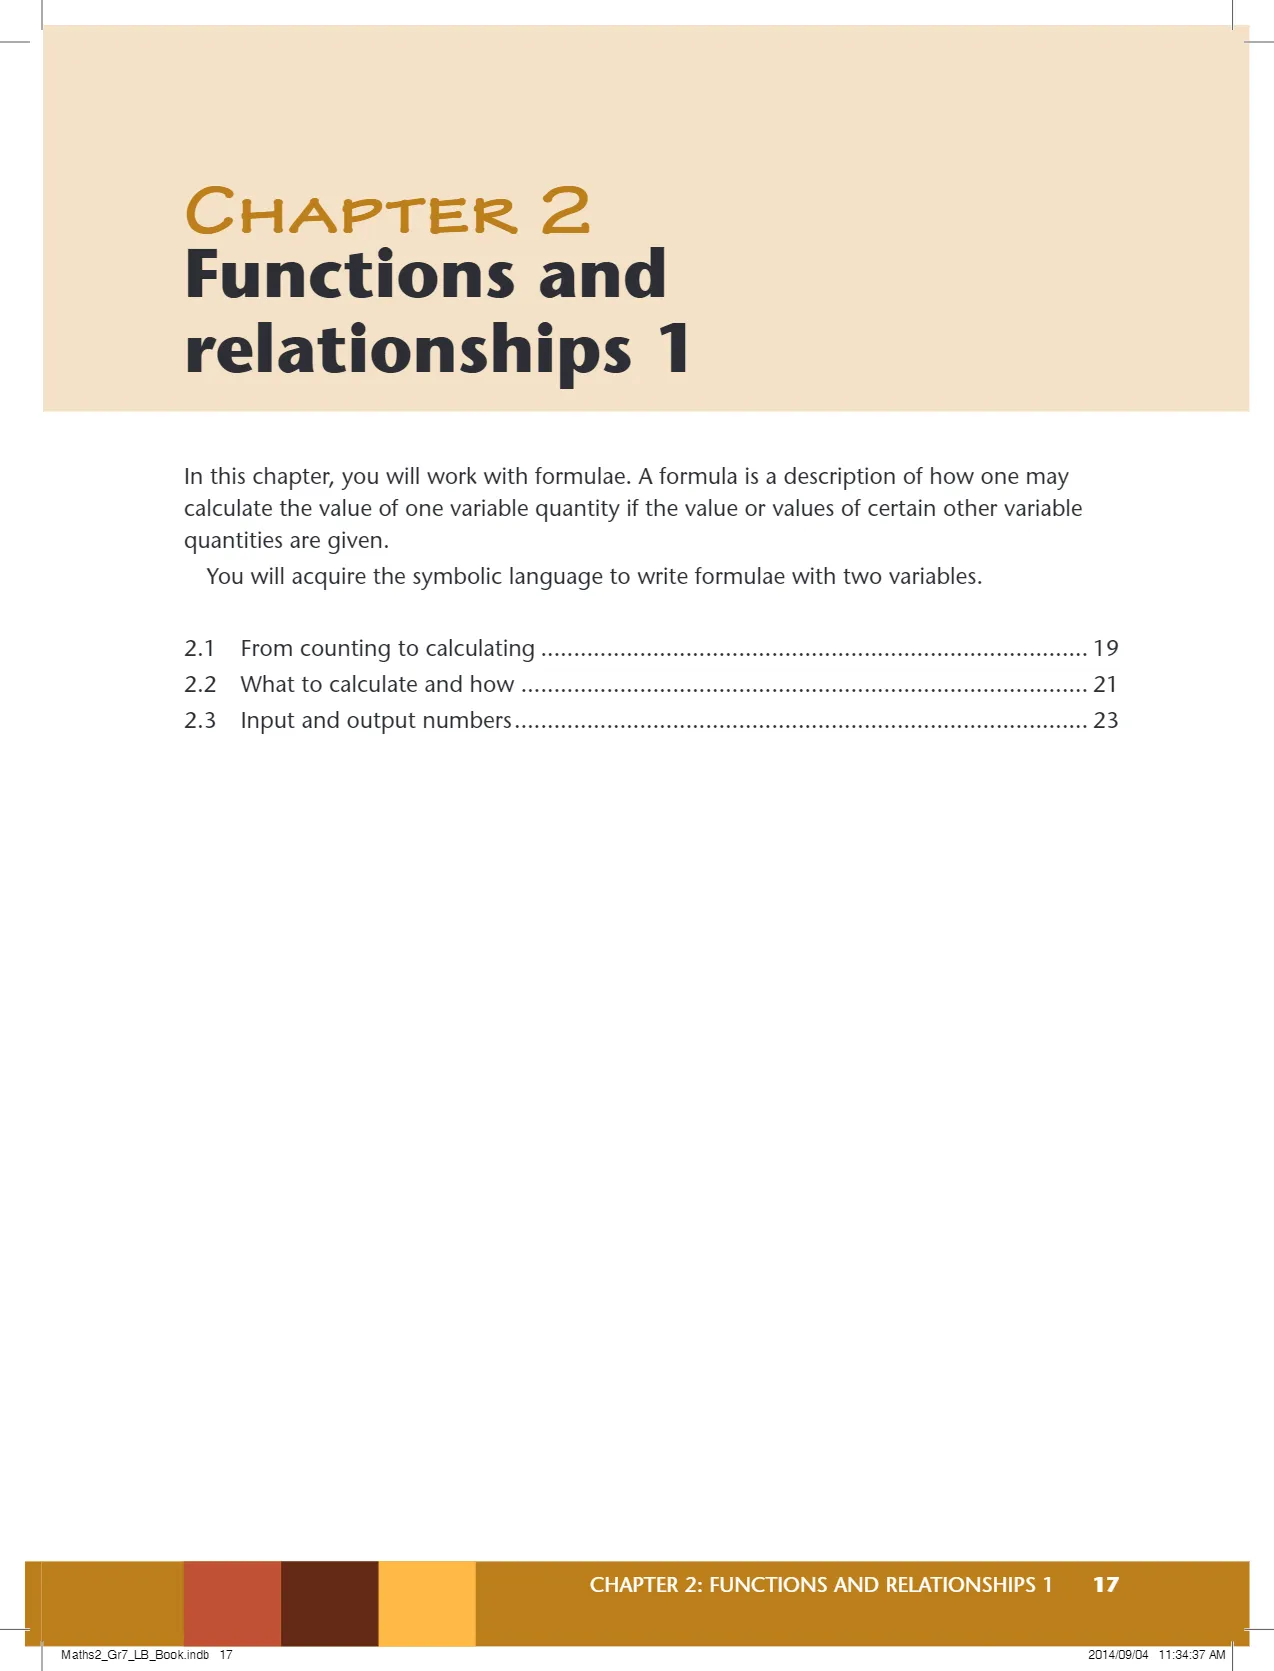 CHAPTER 2
Functions and
relationships 1
In this chapter, you will work with formulae. A formula is a description of how one may
calculate the value of one variable quantity if the value or values of certain other variable
quantities are given.
You will acquire the symbolic language to write formulae with two variables.
2.1 From counting to calculating ................................................................................... 19
2.2 What to calculate and how ...................................................................................... 21
2.3 Input and output numbers....................................................................................... 23
CHAPTER 2: FUNCTIONS AND RELATIONSHIPS 1 17
Maths2_Gr7_LB_Book.indb 17 2014/09/04 11:34:37 AM